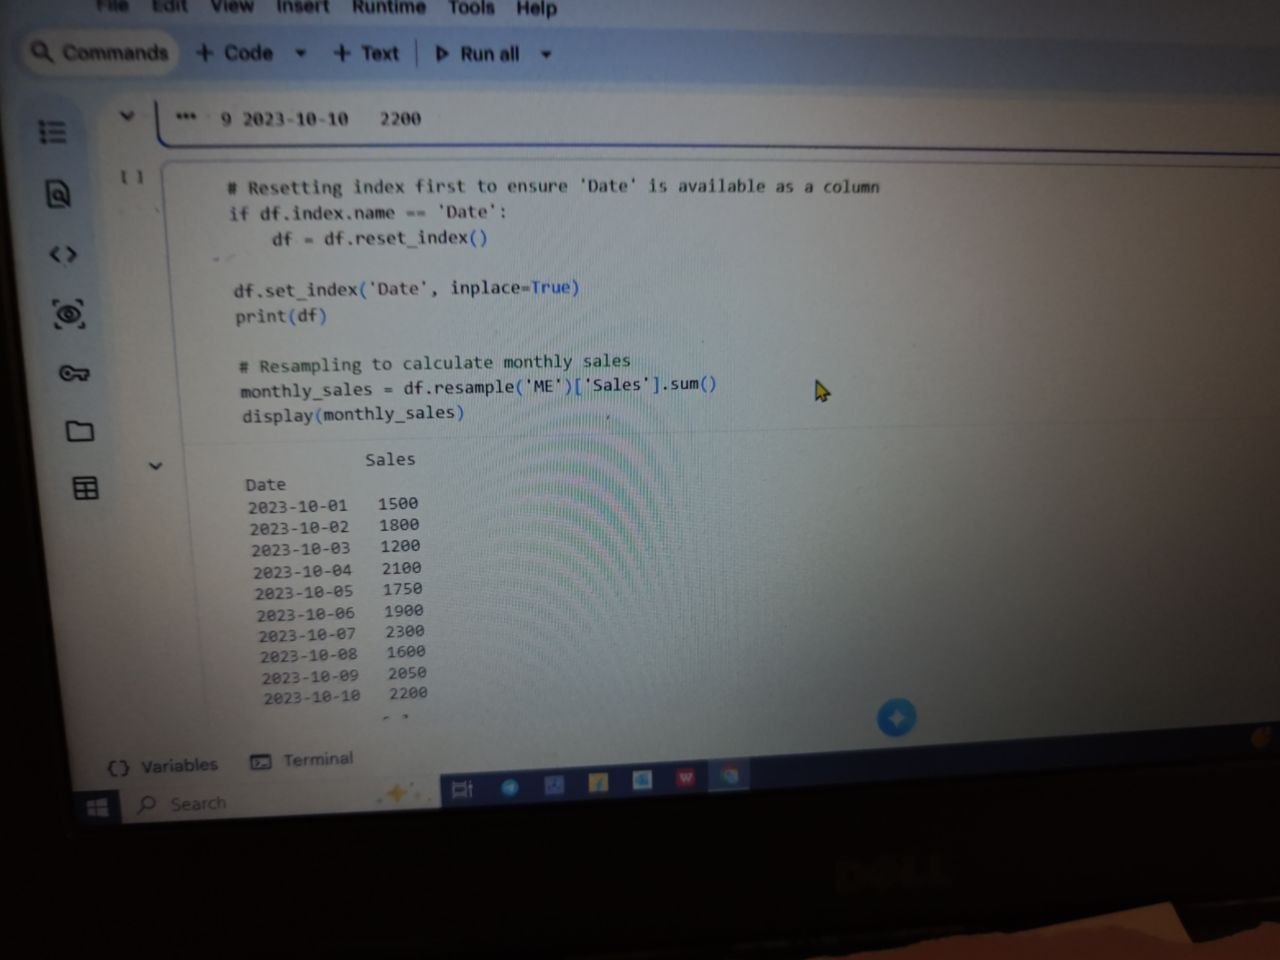 File Edit View Insert Runtime Tools Help
Commands + Code + Text Run all
9 2023-10-10 2200
[ ]
# Resetting index first to ensure 'Date' is available as a column
if df.index.name == 'Date':
df = df.reset_index()
df.set_index('Date', inplace=True)
print(df)
# Resampling to calculate monthly sales
monthly_sales = df.resample('ME')['Sales'].sum()
display(monthly_sales)
Sales
Date
2023-10-01 1500
2023-10-02 1800
2023-10-03 1200
2023-10-04 2100
2023-10-05 1750
2023-10-06 1900
2023-10-07 2300
2023-10-08 1600
2023-10-09 2050
2023-10-10 2200
{} Variables Terminal
Search
DELL